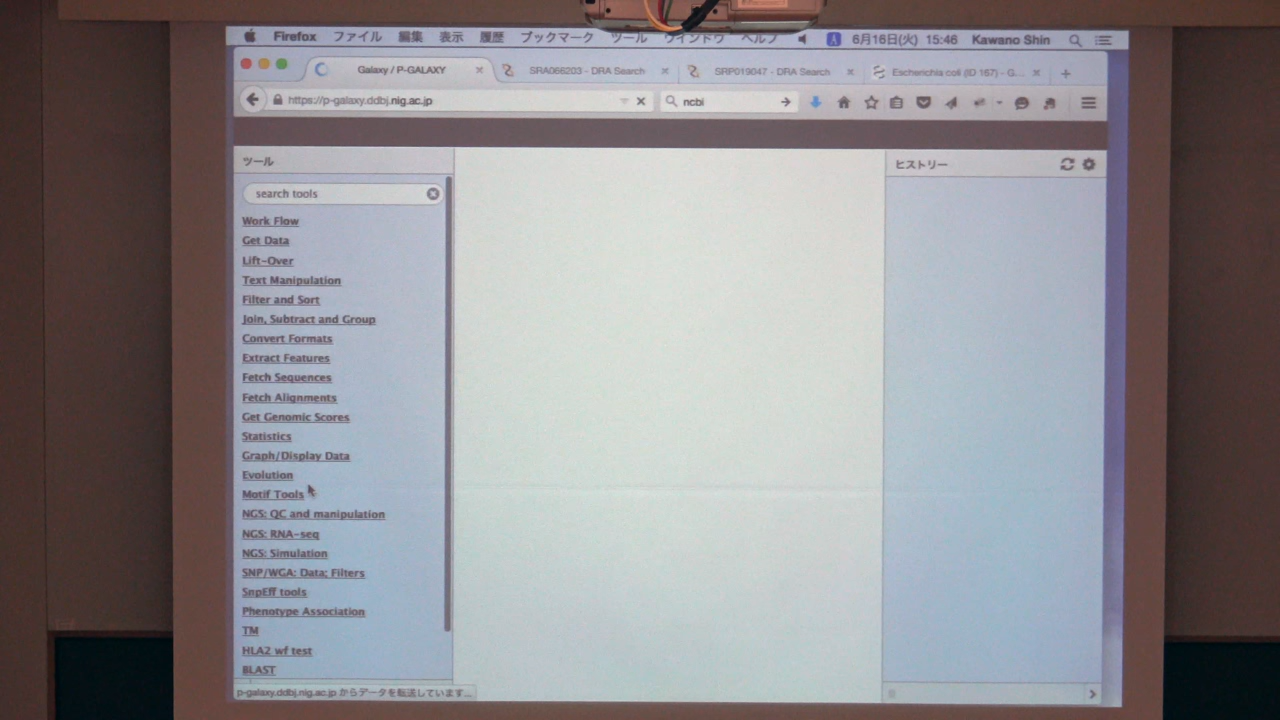 Firefox ファイル 編集 表示 履歴 ブックマーク ツール ウインドウ ヘルプ 6月16日(火) 15:46 Kawano Shin
Galaxy / P-GALAXY SRA066203 - DRA Search SRP019047 - DRA Search Escherichia coli (ID 167) - G...
https://p-galaxy.ddbj.nig.ac.jp ncbi
ツール
ヒストリー
search tools
Work Flow
Get Data
Lift-Over
Text Manipulation
Filter and Sort
Join, Subtract and Group
Convert Formats
Extract Features
Fetch Sequences
Fetch Alignments
Get Genomic Scores
Statistics
Graph/Display Data
Evolution
Motif Tools
NGS: QC and manipulation
NGS: RNA-seq
NGS: Simulation
SNP/WGA: Data; Filters
SnpEff tools
Phenotype Association
TM
HLA2 wf test
BLAST
p-galaxy.ddbj.nig.ac.jp からデータを転送しています...